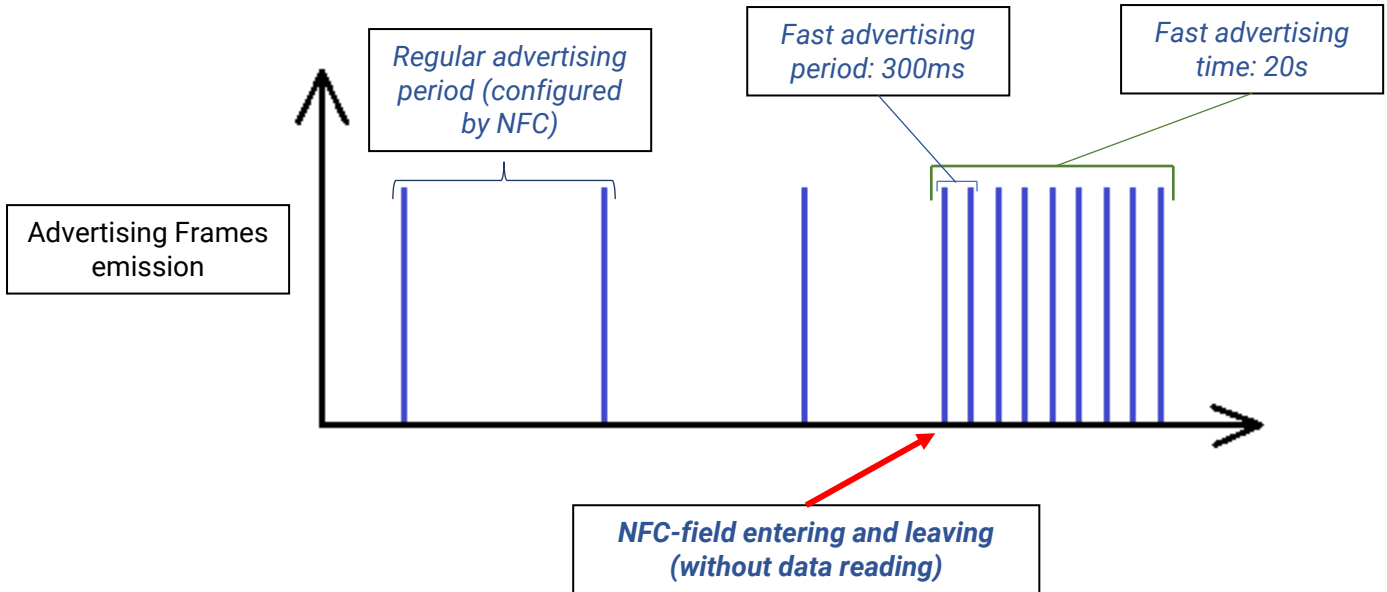 Regular advertising
period (configured
by NFC)
Fast advertising
period: 300ms
Fast advertising
time: 20s
Advertising Frames
emission
NFC-field entering and leaving
(without data reading)